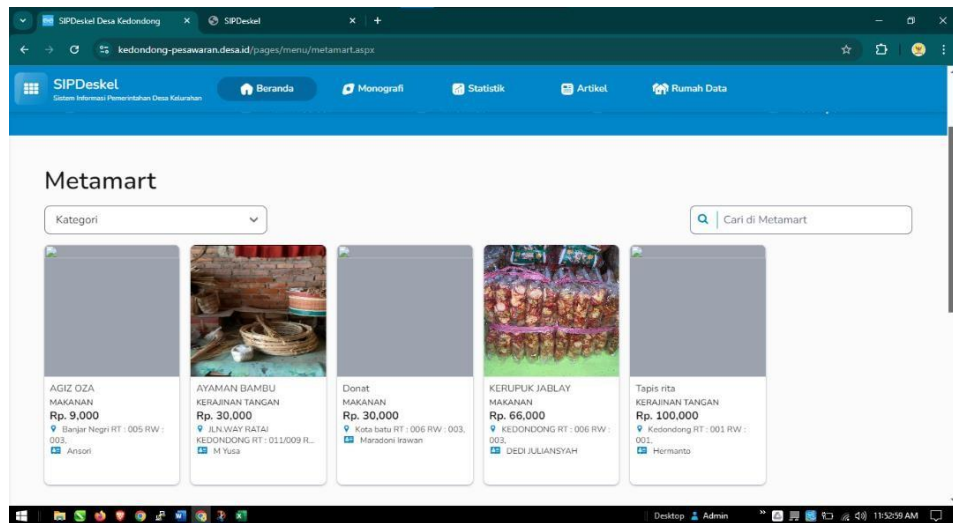 SIPDeskel Desa Kedondong
SIPDeskel
kedondong-pesawaran.desa.id/pages/menu/metamart.aspx
SIPDeskel
Sistem Informasi Pemerintahan Desa Kelurahan
Beranda
Monografi
Statistik
Artikel
Rumah Data
Metamart
Kategori
Cari di Metamart
AGIZ OZA
MAKANAN
Rp. 9,000
Banjar Negri RT : 005 RW :
003,
Ansori
AYAMAN BAMBU
KERAJINAN TANGAN
Rp. 30,000
JLN.WAY RATAI
KEDONDONG RT : 011/009 R...
M Yusa
Donat
MAKANAN
Rp. 30,000
Kota batu RT : 006 RW : 003,
Maradoni Irawan
KERUPUK JABLAY
MAKANAN
Rp. 66,000
KEDONDONG RT : 006 RW :
003,
DEDI JULIANSYAH
Tapis rita
KERAJINAN TANGAN
Rp. 100,000
Kedondong RT : 001 RW :
001,
Hermanto
Desktop
Admin
11:52:59 AM